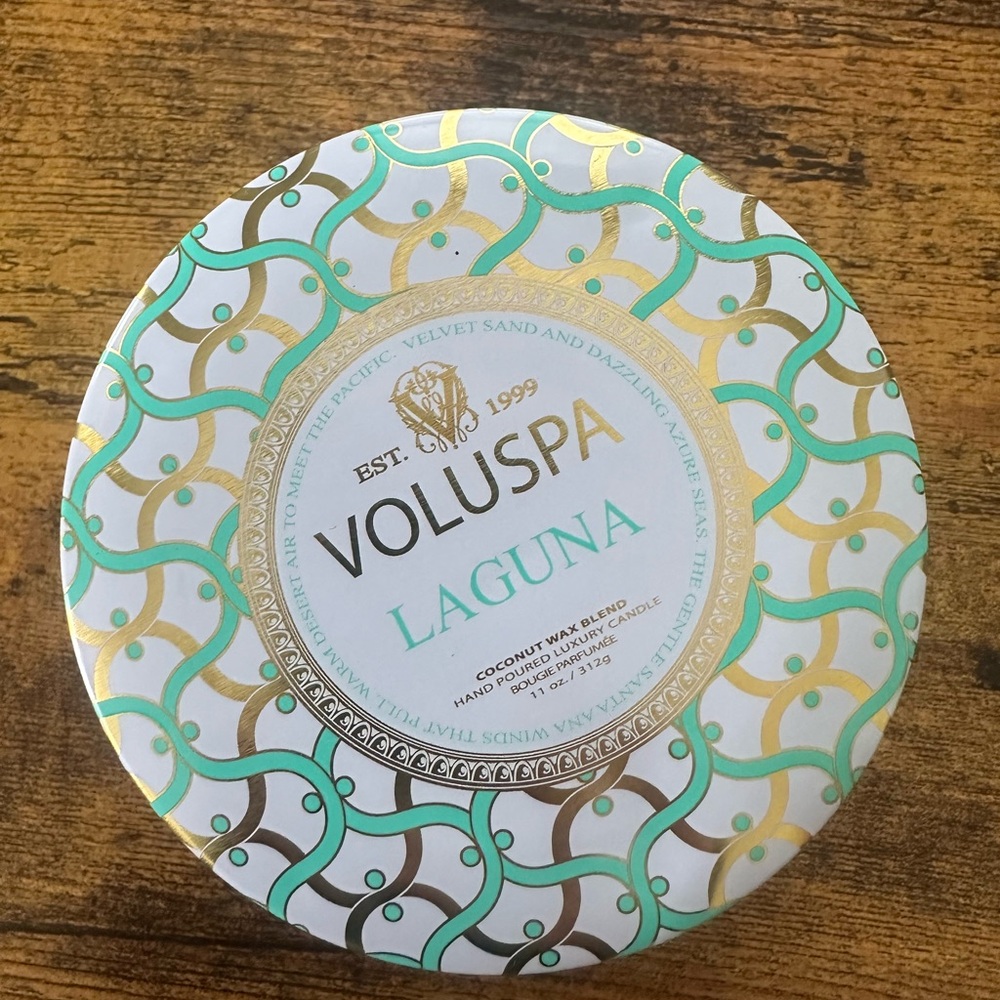 EST. 1999
VOLUSPA
LAGUNA
COCONUT WAX BLEND
HAND POURED LUXURY CANDLE
BOUGIE PARFUMÉE
11 oz. / 312g
VELVET SAND AND DAZZLING AZURE SEAS. THE GENTLE SANTA ANA WINDS THAT PULL WARM DESERT AIR TO MEET THE PACIFIC.